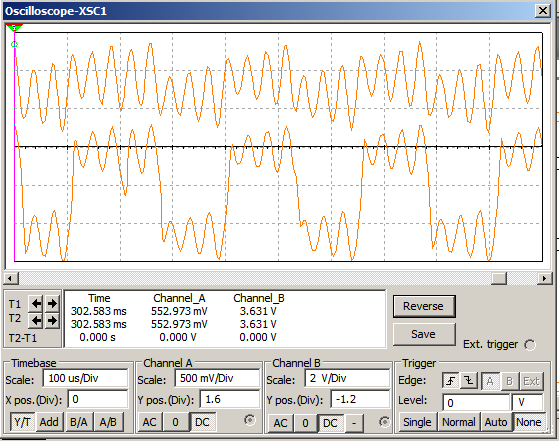 Oscilloscope-XSC1
Time Channel_A Channel_B
T1 302.583 ms 552.973 mV 3.631 V
T2 302.583 ms 552.973 mV 3.631 V
T2-T1 0.000 s 0.000 V 0.000 V
Reverse
Save
Ext. trigger
Timebase
Scale: 100 us/Div
X pos.(Div): 0
Y/T Add B/A A/B
Channel A
Scale: 500 mV/Div
Y pos.(Div): 1.6
AC 0 DC
Channel B
Scale: 2 V/Div
Y pos.(Div): -1.2
AC 0 DC -
Trigger
Edge: A B Ext
Level: 0 V
Single Normal Auto None